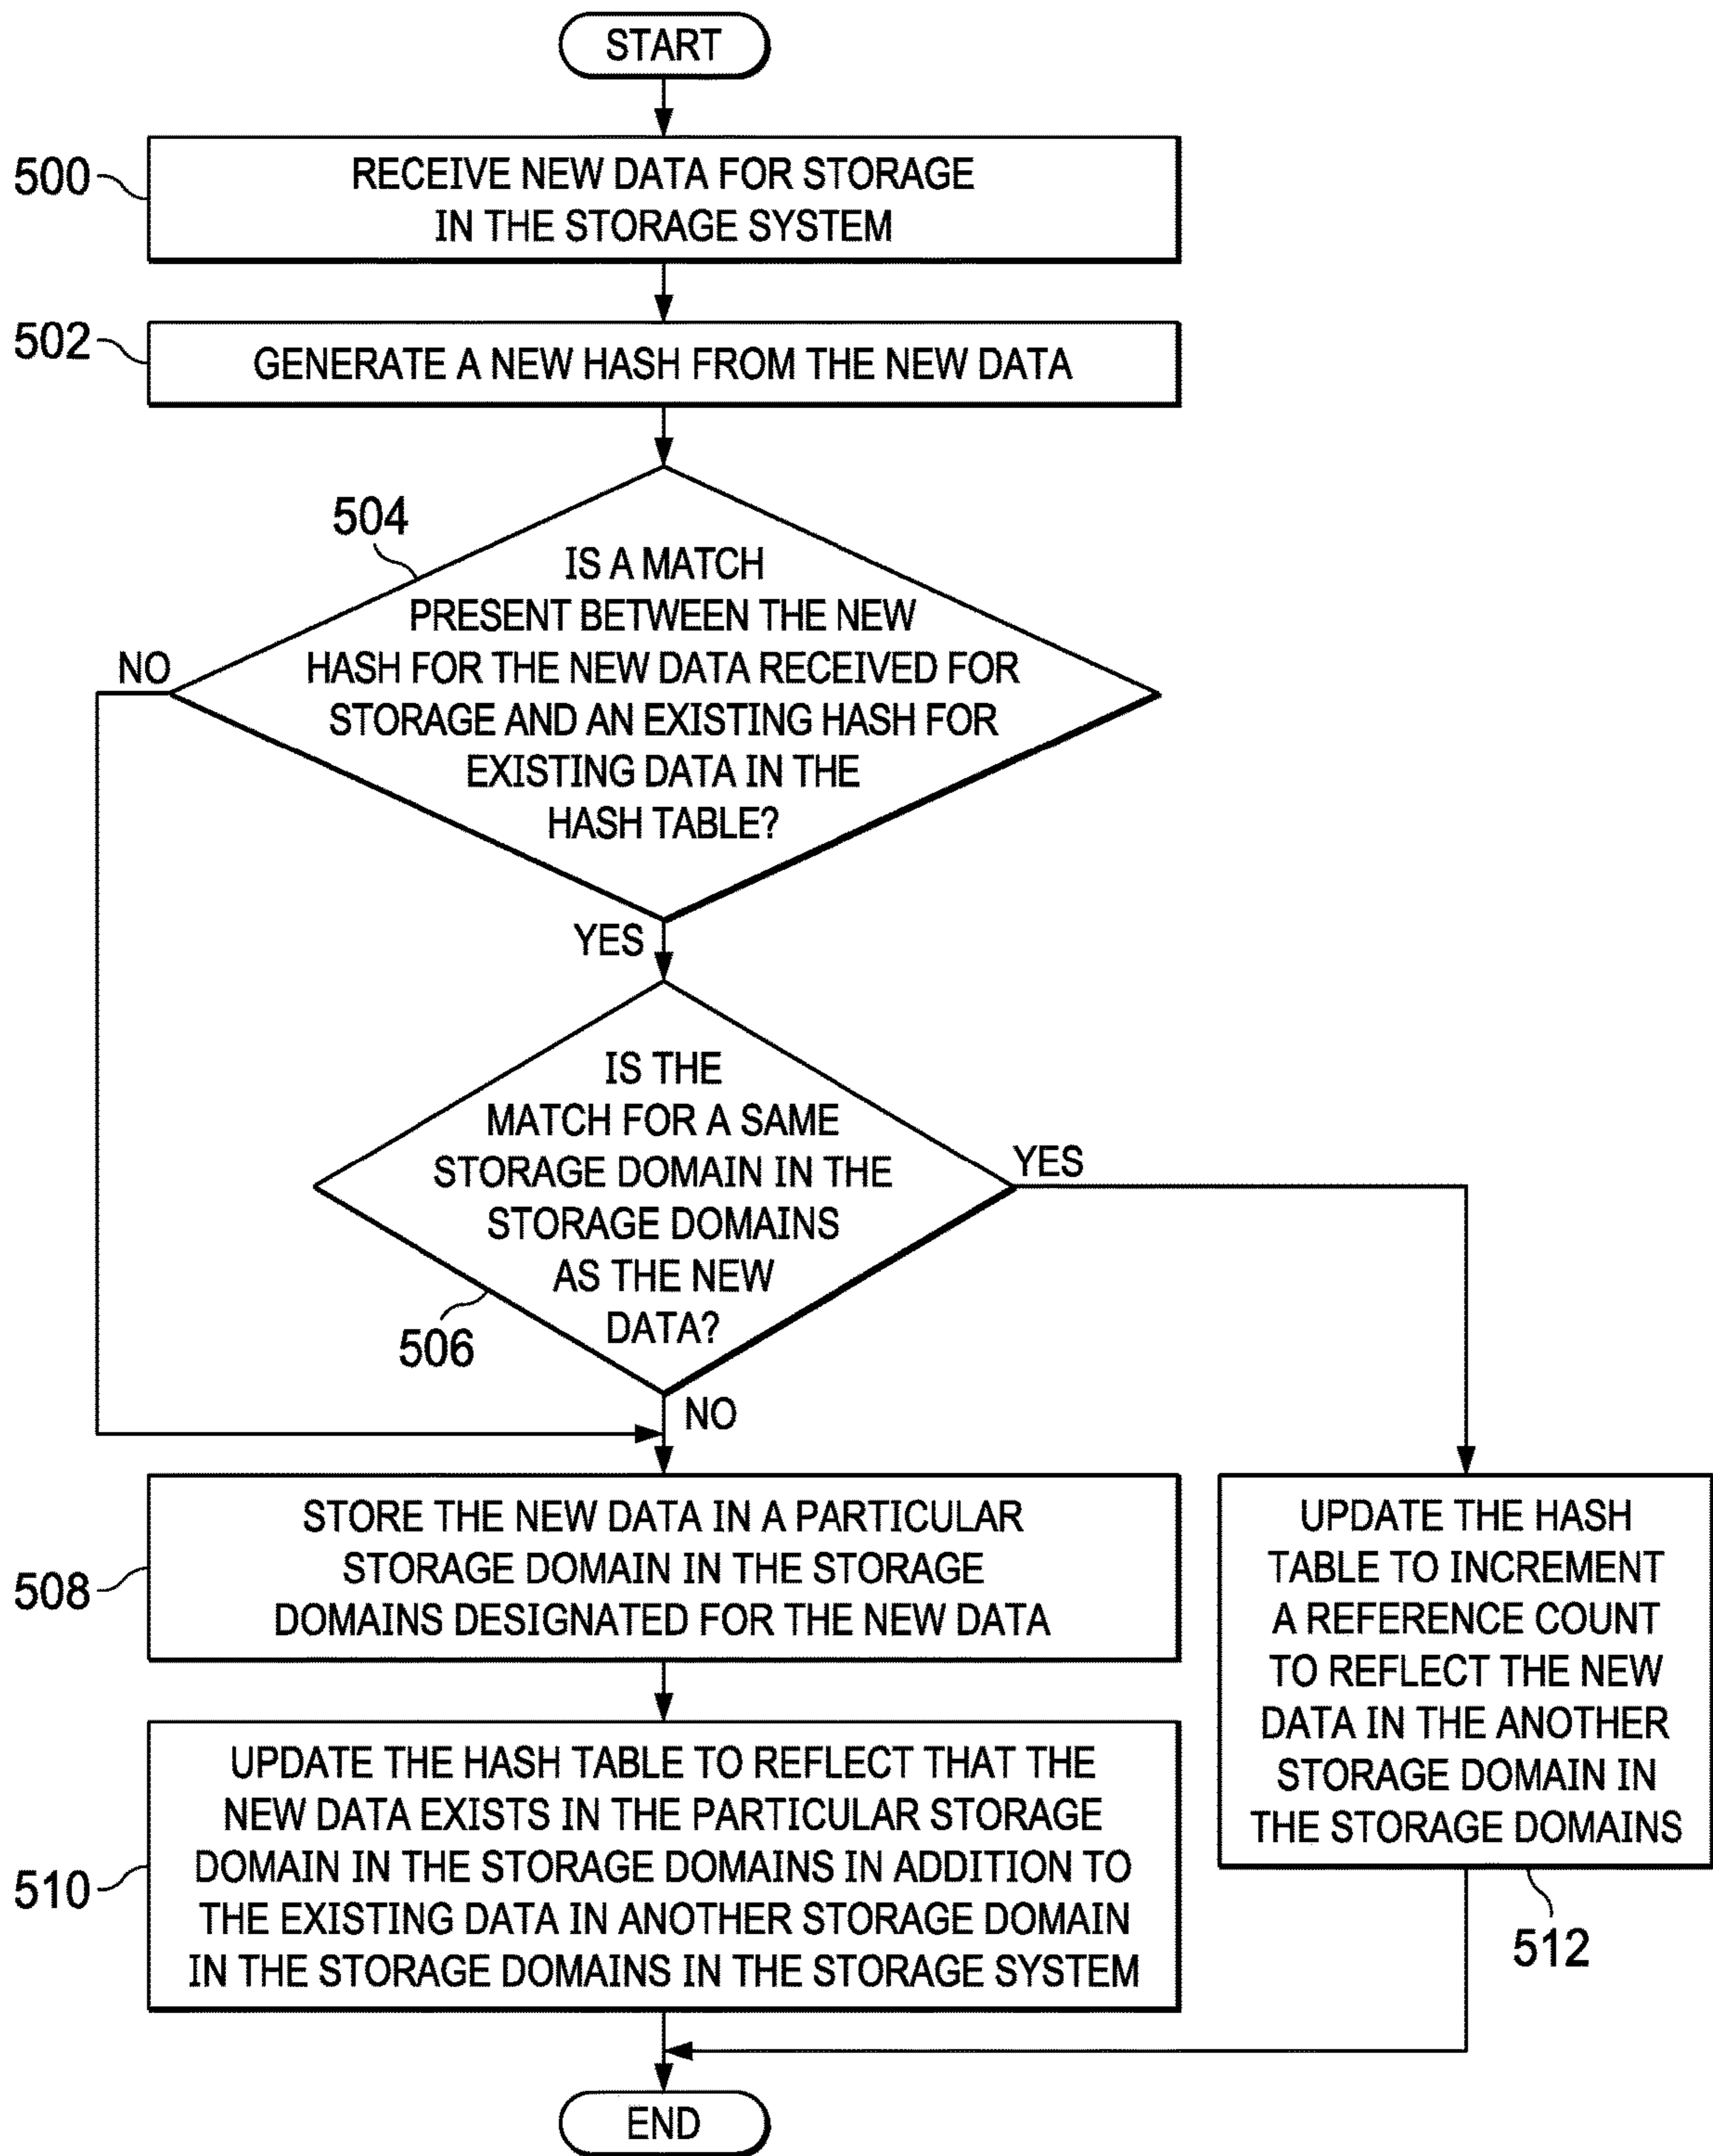 START
500
RECEIVE NEW DATA FOR STORAGE
IN THE STORAGE SYSTEM
502
GENERATE A NEW HASH FROM THE NEW DATA
504
IS A MATCH
PRESENT BETWEEN THE NEW
HASH FOR THE NEW DATA RECEIVED FOR
STORAGE AND AN EXISTING HASH FOR
EXISTING DATA IN THE
HASH TABLE?
NO
YES
IS THE
MATCH FOR A SAME
STORAGE DOMAIN IN THE
STORAGE DOMAINS
AS THE NEW
DATA?
YES
506
NO
508
STORE THE NEW DATA IN A PARTICULAR
STORAGE DOMAIN IN THE STORAGE
DOMAINS DESIGNATED FOR THE NEW DATA
UPDATE THE HASH
TABLE TO INCREMENT
A REFERENCE COUNT
TO REFLECT THE NEW
DATA IN THE ANOTHER
STORAGE DOMAIN IN
THE STORAGE DOMAINS
512
510
UPDATE THE HASH TABLE TO REFLECT THAT THE
NEW DATA EXISTS IN THE PARTICULAR STORAGE
DOMAIN IN THE STORAGE DOMAINS IN ADDITION TO
THE EXISTING DATA IN ANOTHER STORAGE DOMAIN
IN THE STORAGE DOMAINS IN THE STORAGE SYSTEM
END